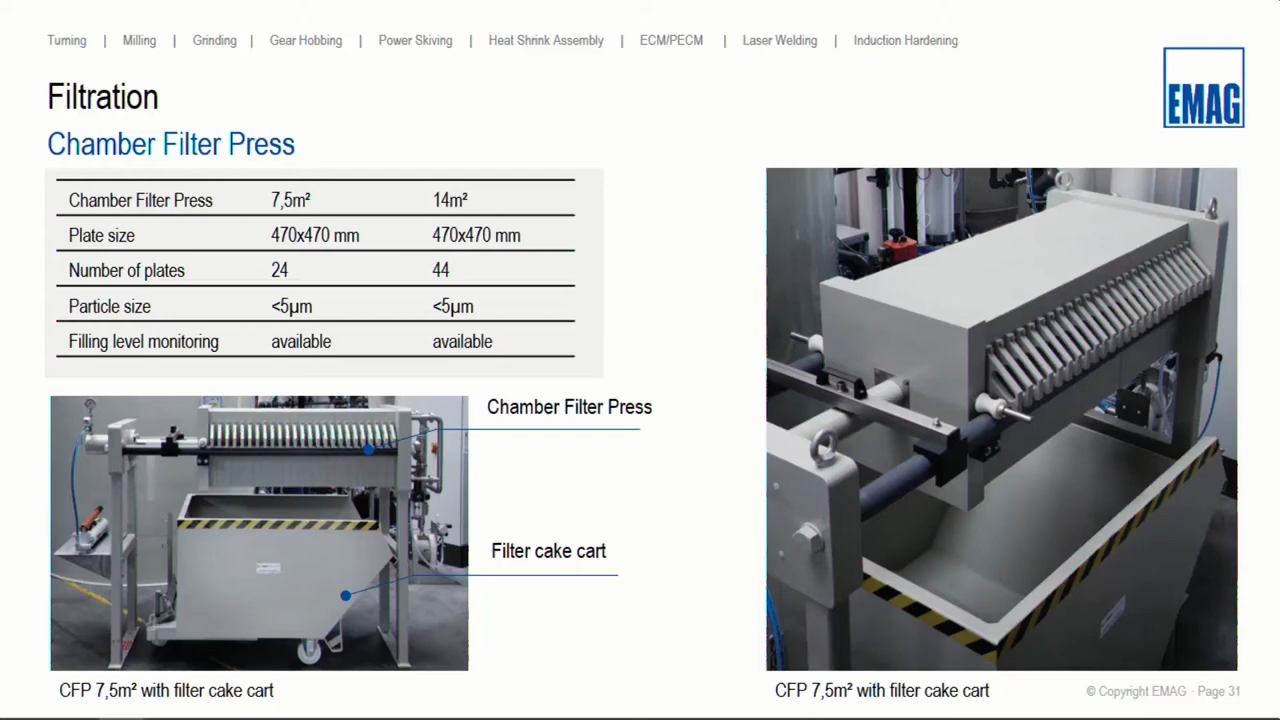 Turning | Milling | Grinding | Gear Hobbing | Power Skiving | Heat Shrink Assembly | ECM/PECM | Laser Welding | Induction Hardening
EMAG
Filtration
Chamber Filter Press
Chamber Filter Press 7,5m² 14m²
Plate size 470x470 mm 470x470 mm
Number of plates 24 44
Particle size <5µm <5µm
Filling level monitoring available available
Chamber Filter Press
Filter cake cart
CFP 7,5m² with filter cake cart
CFP 7,5m² with filter cake cart
© Copyright EMAG · Page 31